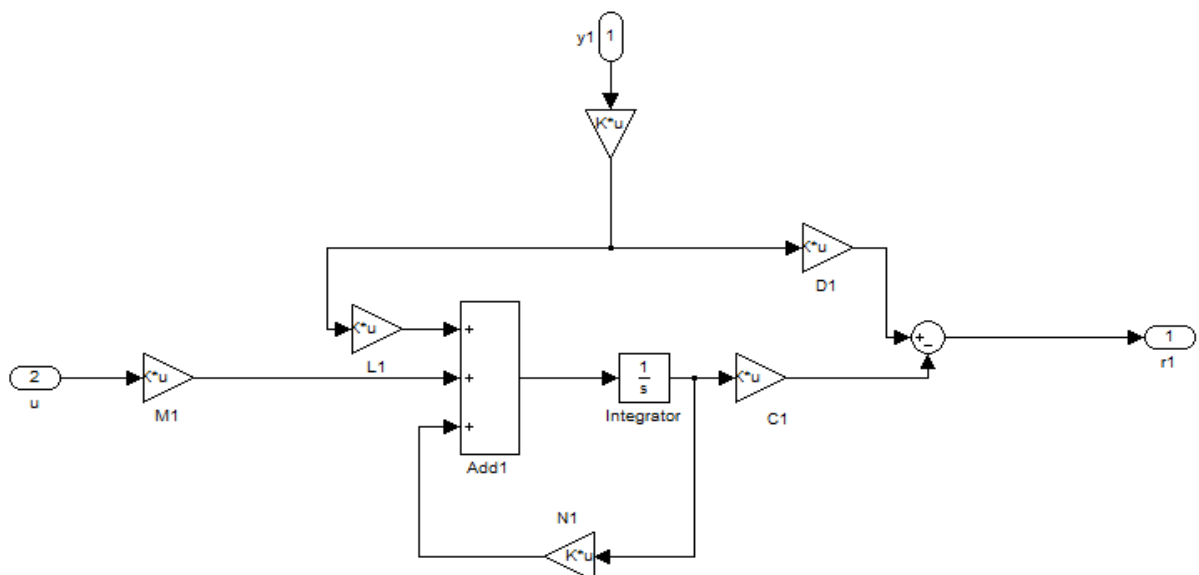 y1 1
K*u
K*u
D1
K*u
+
L1
2
u
K*u
M1
+
+
Add1
1
s
Integrator
K*u
C1
+
−
1
r1
N1
K*u